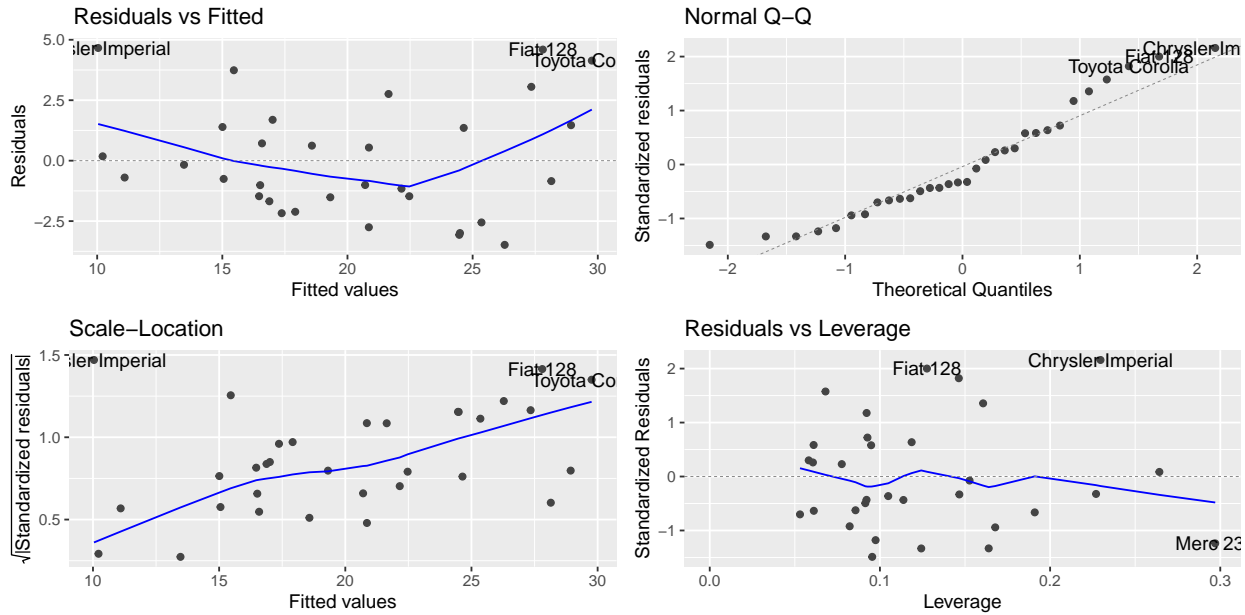 Residuals vs Fitted
Residuals
5.0
2.5
0.0
−2.5
sler Imperial
Fiat 128
Toyota Co
10 15 20 25 30
Fitted values
Normal Q−Q
Standardized residuals
2
1
0
−1
Chrysler Im
Fiat 128
Toyota Corolla
−2 −1 0 1 2
Theoretical Quantiles
Scale−Location
√|Standardized residuals|
1.5
1.0
0.5
sler Imperial
Fiat 128
Toyota Co
10 15 20 25 30
Fitted values
Residuals vs Leverage
Standardized Residuals
2
1
0
−1
Fiat 128
Chrysler Imperial
Merc 23
0.0 0.1 0.2 0.3
Leverage